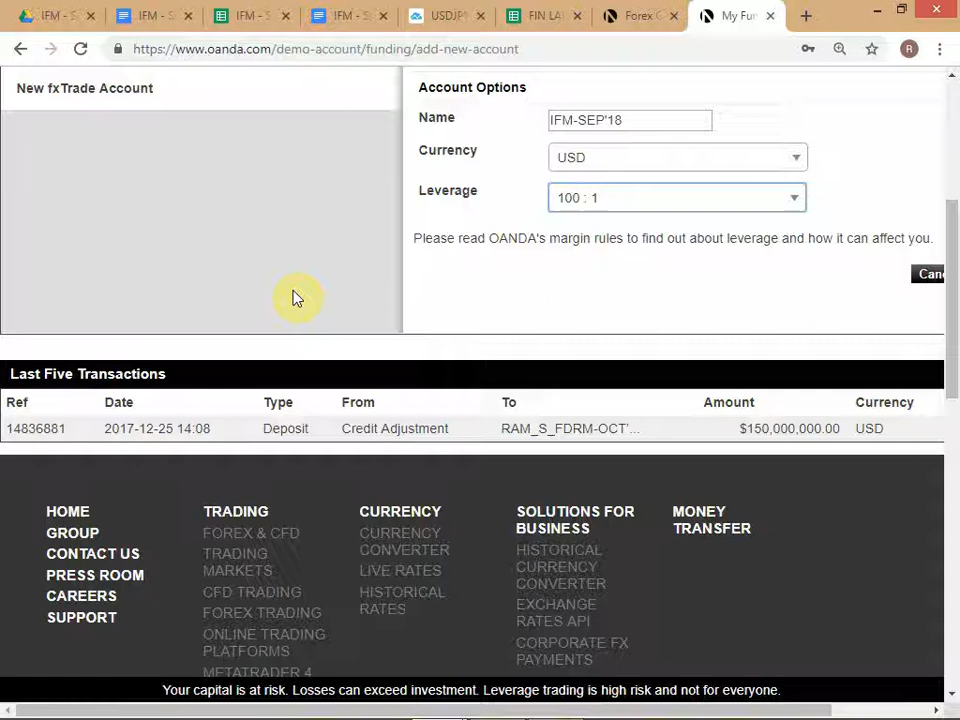 IFM - S
IFM - S
IFM - S
IFM - S
USDJPY
FIN LA
Forex C
My Fun
https://www.oanda.com/demo-account/funding/add-new-account
R
New fxTrade Account
Account Options
Name
IFM-SEP'18
Currency
USD
Leverage
100 : 1
Please read OANDA's margin rules to find out about leverage and how it can affect you.
Canc
Last Five Transactions
Ref Date Type From To Amount Currency
14836881 2017-12-25 14:08 Deposit Credit Adjustment RAM_S_FDRM-OCT'... $150,000,000.00 USD
HOME
GROUP
CONTACT US
PRESS ROOM
CAREERS
SUPPORT
TRADING
FOREX & CFD
TRADING
MARKETS
CFD TRADING
FOREX TRADING
ONLINE TRADING
PLATFORMS
METATRADER 4
CURRENCY
CURRENCY
CONVERTER
LIVE RATES
HISTORICAL
RATES
SOLUTIONS FOR
BUSINESS
HISTORICAL
CURRENCY
CONVERTER
EXCHANGE
RATES API
CORPORATE FX
PAYMENTS
MONEY
TRANSFER
Your capital is at risk. Losses can exceed investment. Leverage trading is high risk and not for everyone.